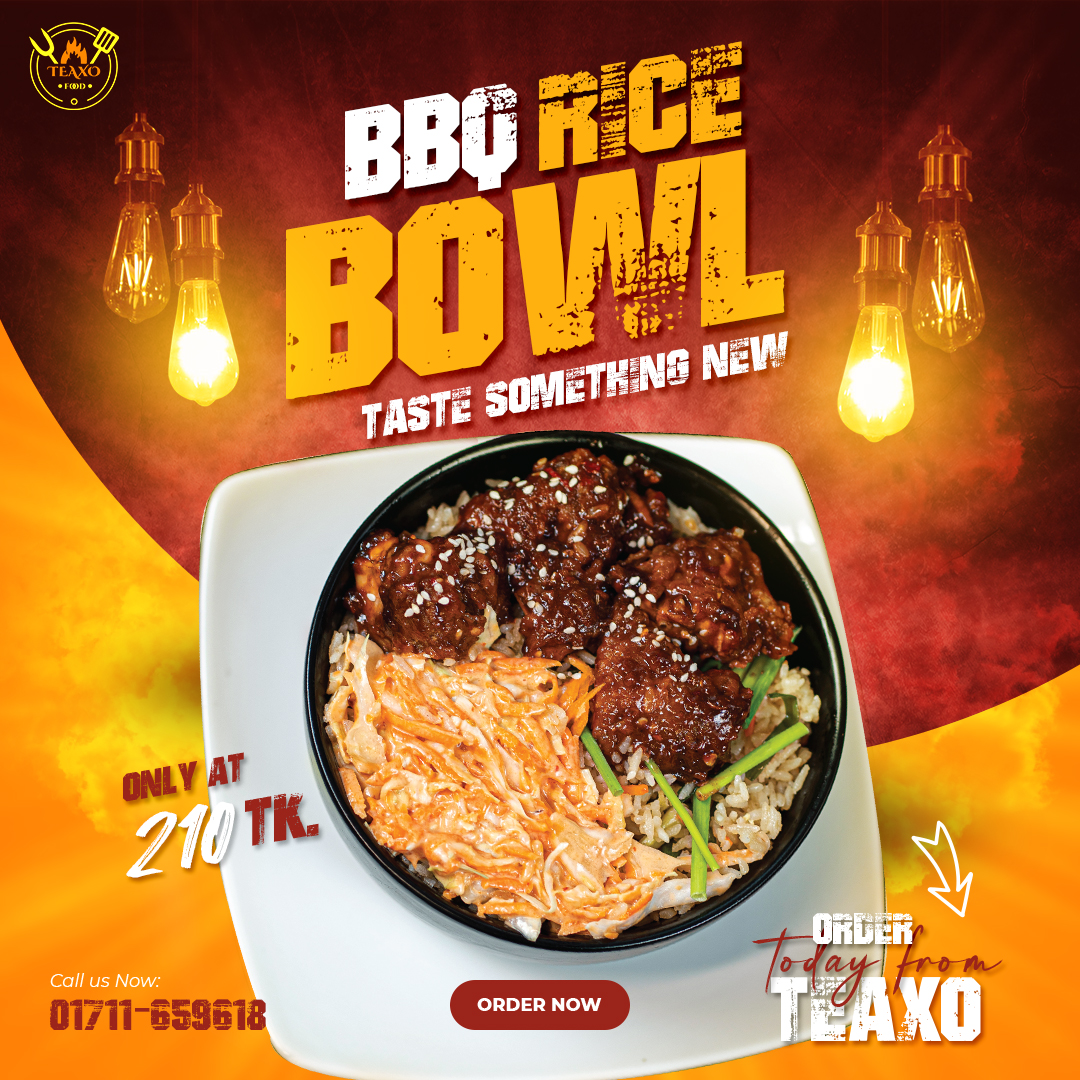 TEAXO
FOOD
BBQ RICE
BOWL
TASTE SOMETHING NEW
ONLY AT
210 TK.
Call us Now:
01711-659618
ORDER NOW
ORDER
Today from
TEAXO